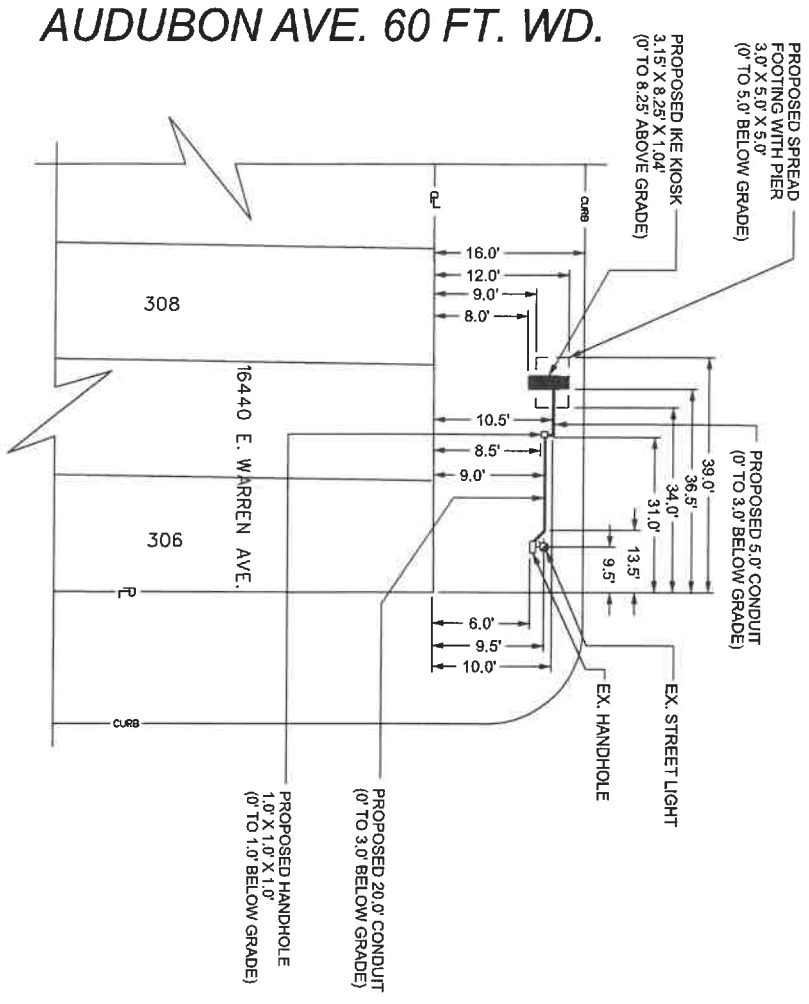 AUDUBON AVE. 60 FT. WD.
PROPOSED SPREAD
FOOTING WITH PIER
3.0' X 5.0' X 5.0'
(0' TO 5.0' BELOW GRADE)
PROPOSED IKE KIOSK
3.15' X 8.25' X 1.04'
(0' TO 8.25' ABOVE GRADE)
PL
CURB
16.0'
12.0'
9.0'
8.0'
308
16440 E. WARREN AVE.
306
10.5'
8.5'
9.0'
39.0'
36.5'
34.0'
31.0'
13.5'
9.5'
PROPOSED 5.0' CONDUIT
(0' TO 3.0' BELOW GRADE)
PL
6.0'
9.5'
10.0'
EX. STREET LIGHT
EX. HANDHOLE
CURB
PROPOSED 20.0' CONDUIT
(0' TO 3.0' BELOW GRADE)
PROPOSED HANDHOLE
1.0' X 1.0' X 1.0'
(0' TO 1.0' BELOW GRADE)